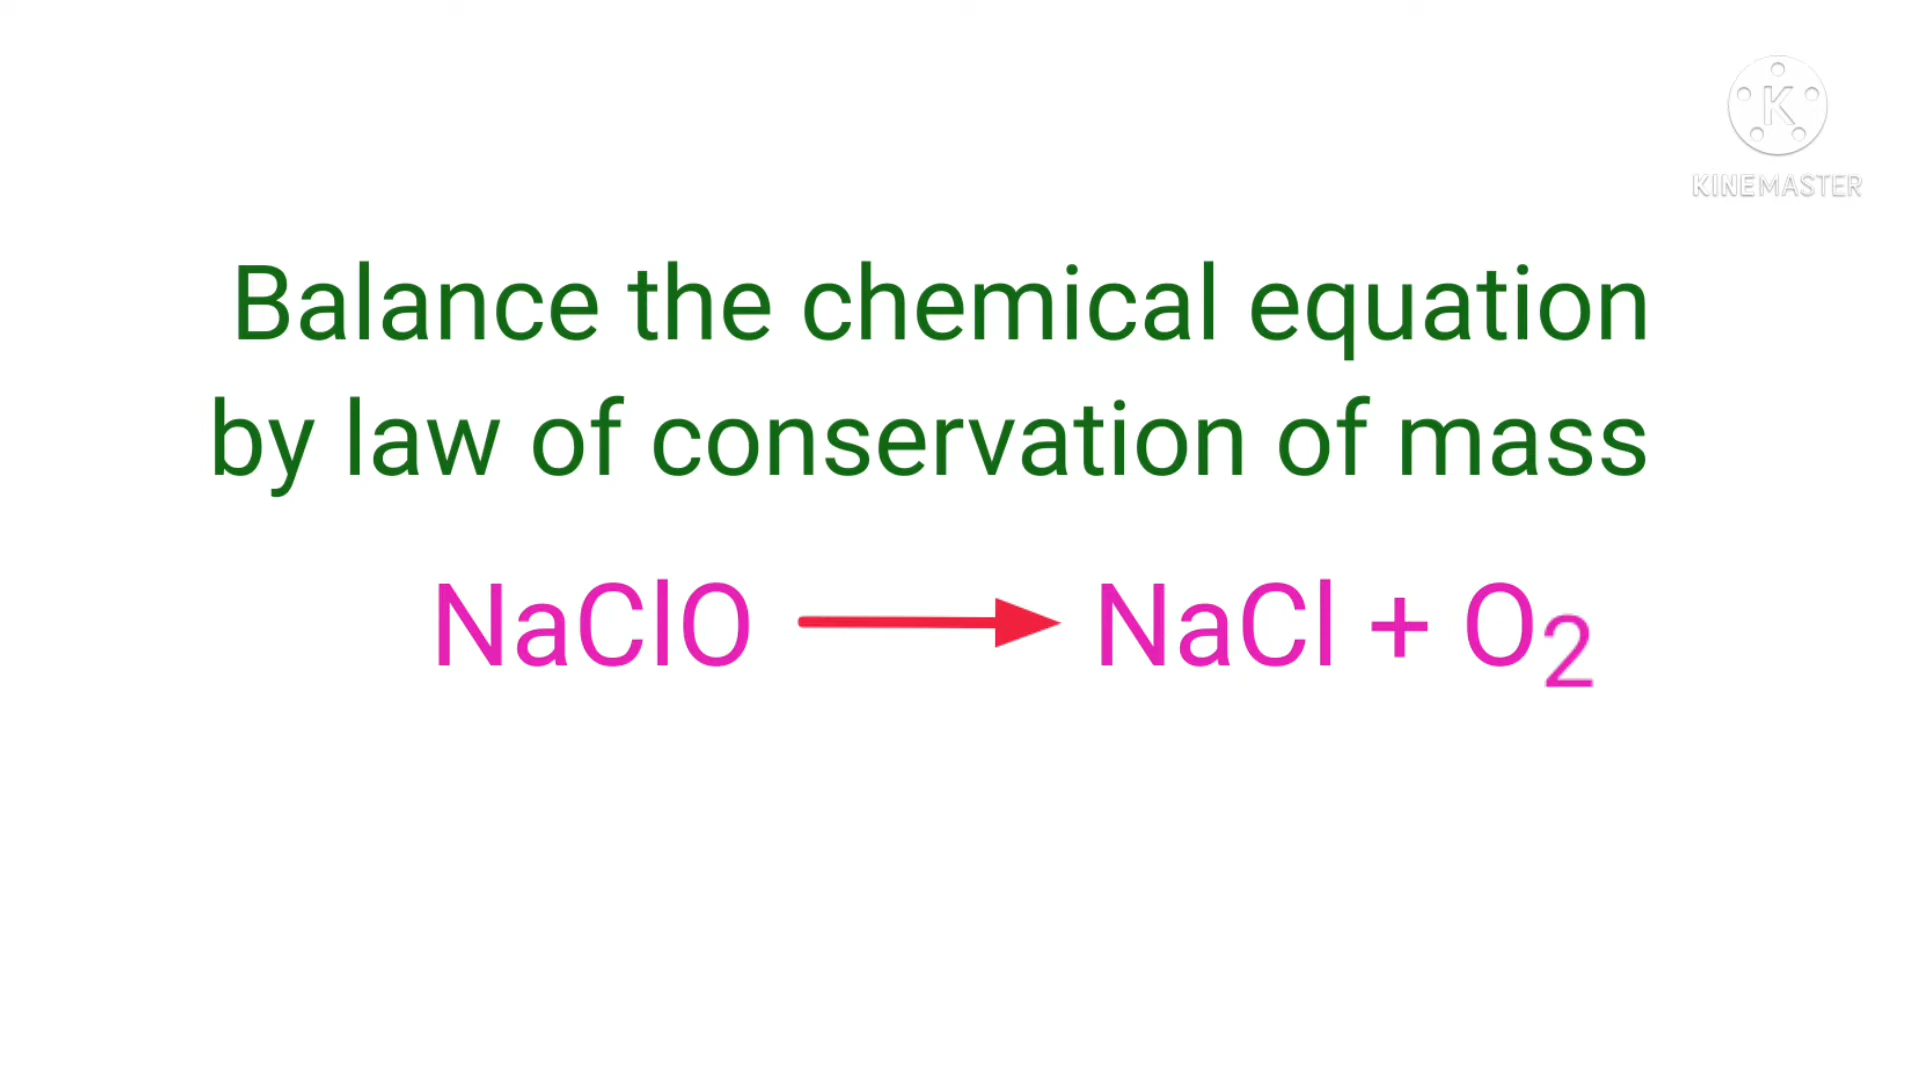 K
KINEMASTER
Balance the chemical equation
by law of conservation of mass
NaClO → NaCl + O₂